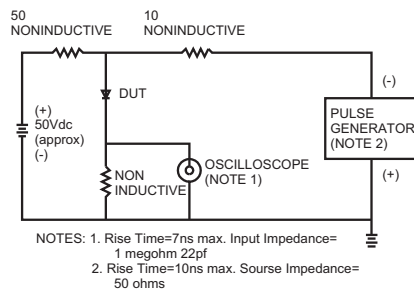 50
NONINDUCTIVE
10
NONINDUCTIVE
DUT
(+)
50Vdc
(approx)
(-)
NON
INDUCTIVE
OSCILLOSCOPE
(NOTE 1)
(-)
PULSE
GENERATOR
(NOTE 2)
(+)
NOTES: 1. Rise Time=7ns max. Input Impedance=
1 megohm 22pf
2. Rise Time=10ns max. Sourse Impedance=
50 ohms